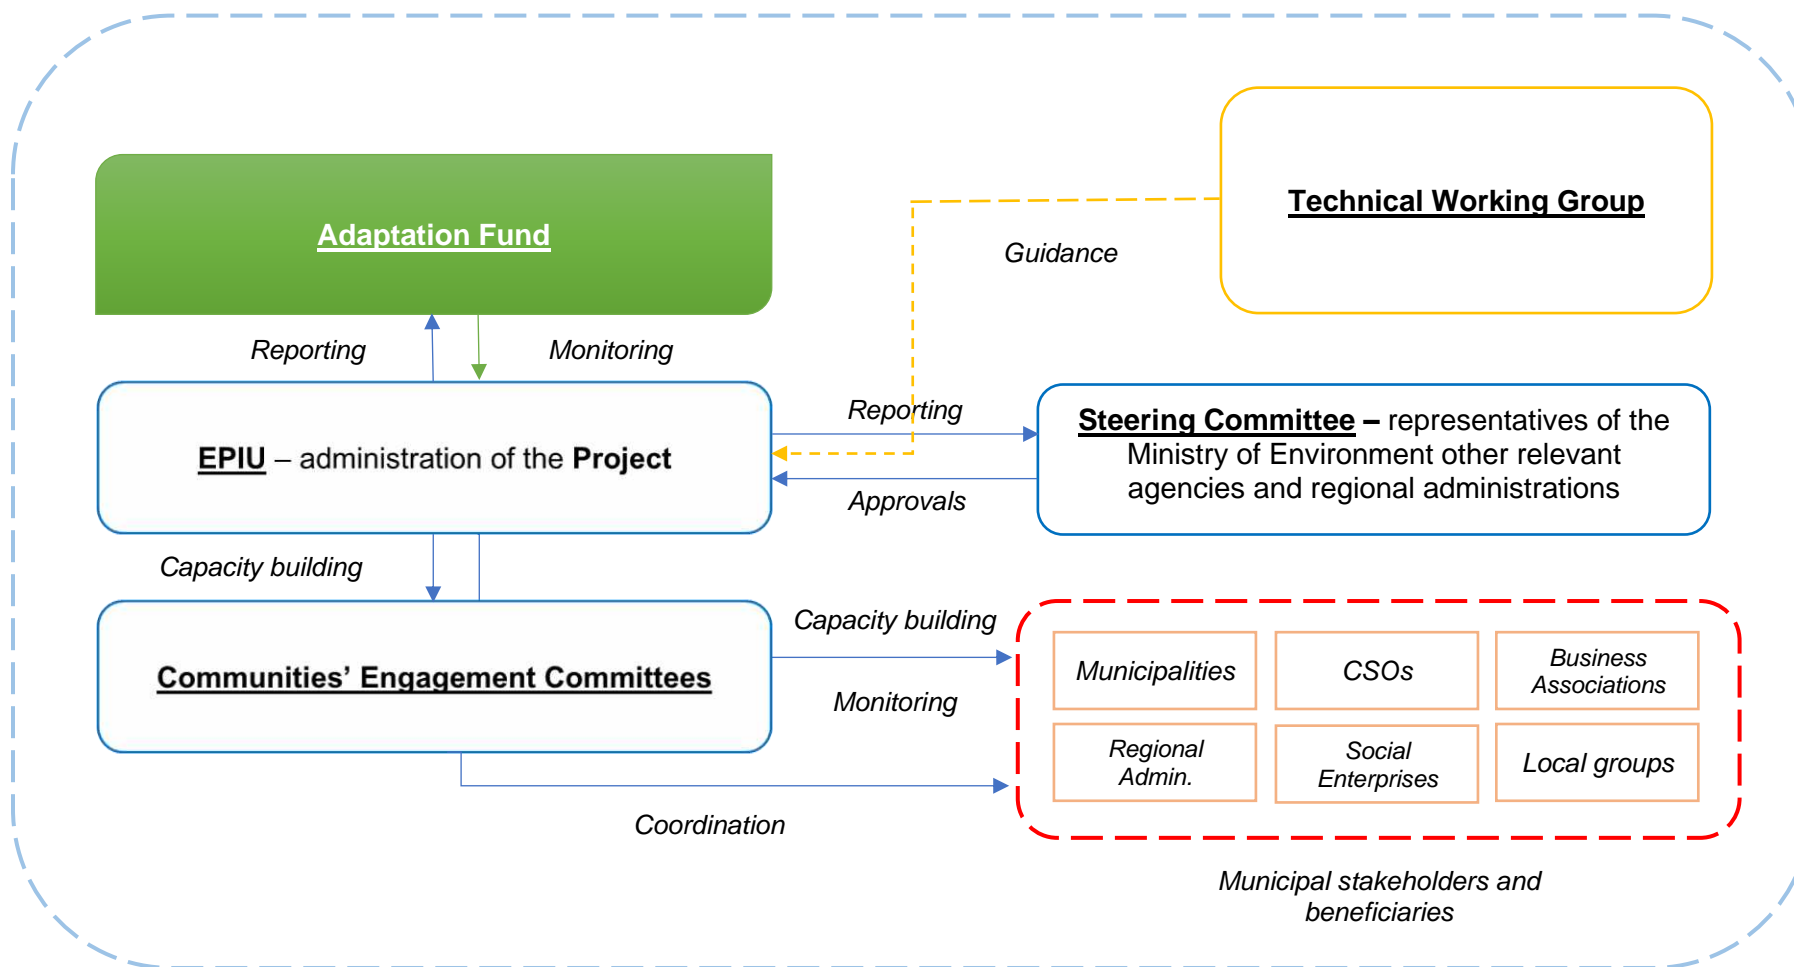 Technical Working Group
Adaptation Fund
Guidance
Reporting
Monitoring
Reporting
Steering Committee – representatives of the
Ministry of Environment other relevant
agencies and regional administrations
EPIU – administration of the Project
Approvals
Capacity building
Capacity building
Communities’ Engagement Committees
Monitoring
Municipalities
CSOs
Business
Associations
Regional
Admin.
Social
Enterprises
Local groups
Coordination
Municipal stakeholders and
beneficiaries